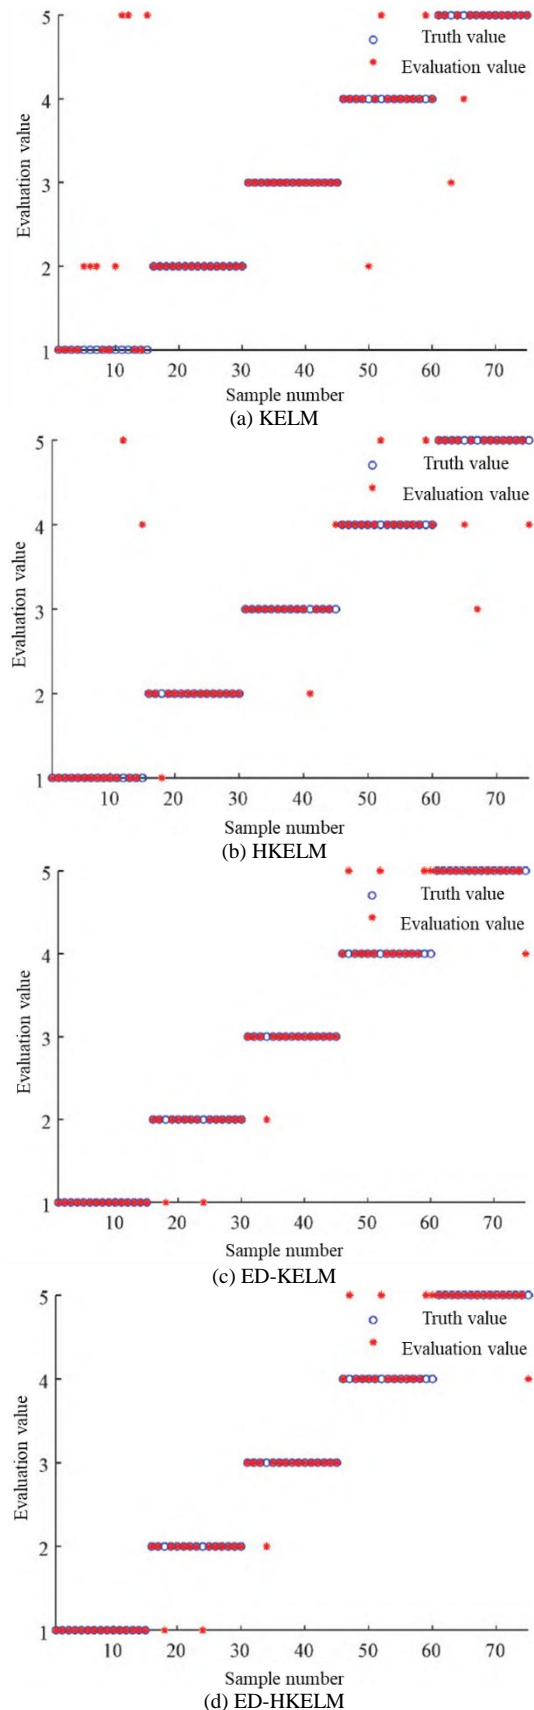 5
Truth value
Evaluation value
4
3
2
1
Evaluation value
10 20 30 40 50 60 70
Sample number
(a) KELM
5
Truth value
Evaluation value
4
3
2
1
Evaluation value
10 20 30 40 50 60 70
Sample number
(b) HKELM
5
Truth value
Evaluation value
4
3
2
1
Evaluation value
10 20 30 40 50 60 70
Sample number
(c) ED-KELM
5
Truth value
Evaluation value
4
3
2
1
Evaluation value
10 20 30 40 50 60 70
Sample number
(d) ED-HKELM